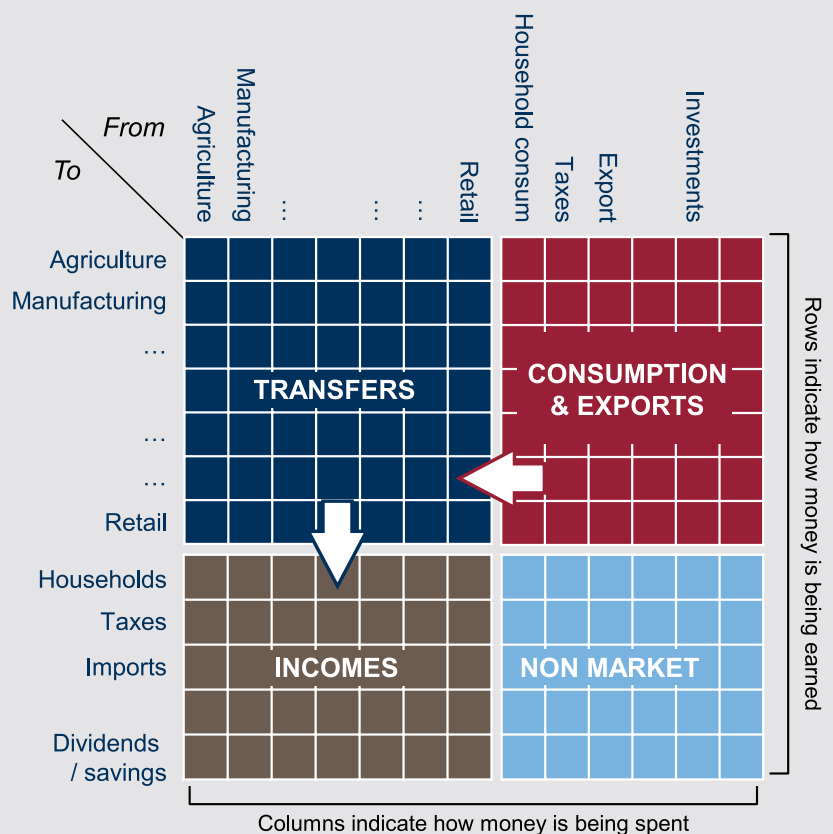 From
To
Agriculture
Manufacturing
...
...
...
Retail
Household consum
Taxes
Export
Investments
Agriculture
Manufacturing
...
...
...
Retail
Households
Taxes
Imports
Dividends
/ savings
TRANSFERS
CONSUMPTION
& EXPORTS
INCOMES
NON MARKET
Rows indicate how money is being earned
Columns indicate how money is being spent